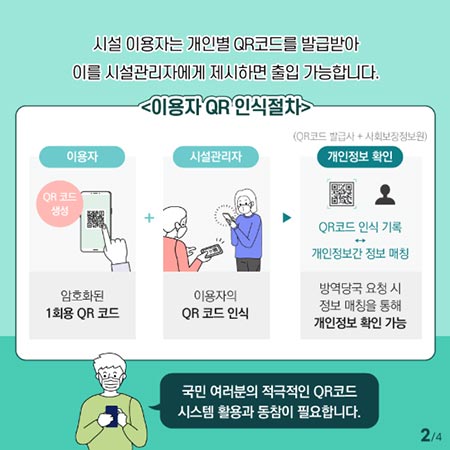 시설 이용자는 개인별 QR코드를 발급받아
이를 시설관리자에게 제시하면 출입 가능합니다.
<이용자 QR 인식절차>
(QR코드 발급사 + 사회보장정보원)
이용자
시설관리자
개인정보 확인
QR 코드
생성
+
▶
QR코드 인식 기록
↔
개인정보간 정보 매칭
암호화된
1회용 QR 코드
이용자의
QR 코드 인식
방역당국 요청 시
정보 매칭을 통해
개인정보 확인 가능
국민 여러분의 적극적인 QR코드
시스템 활용과 동참이 필요합니다.
2/4